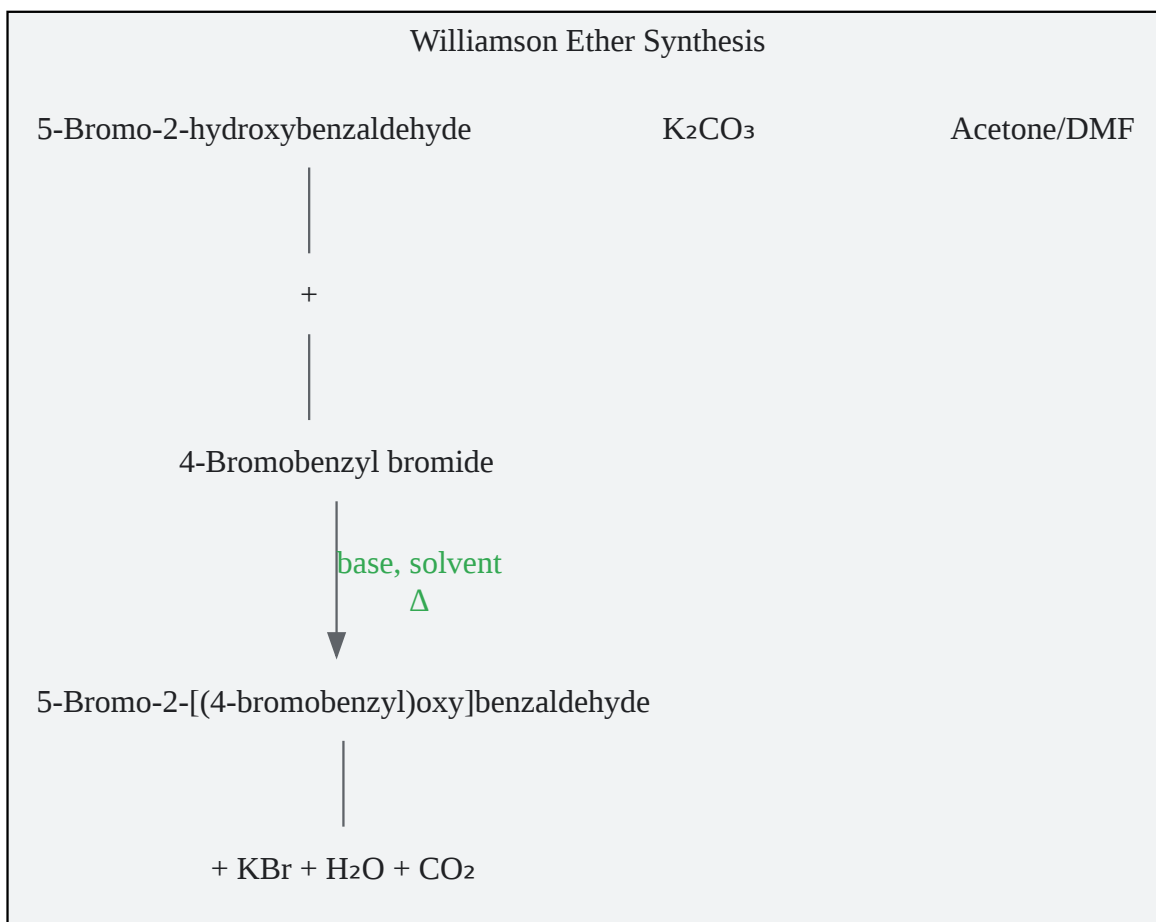 Williamson Ether Synthesis
5-Bromo-2-hydroxybenzaldehyde K₂CO₃ Acetone/DMF
+
4-Bromobenzyl bromide
base, solvent
Δ
5-Bromo-2-[(4-bromobenzyl)oxy]benzaldehyde
+ KBr + H₂O + CO₂